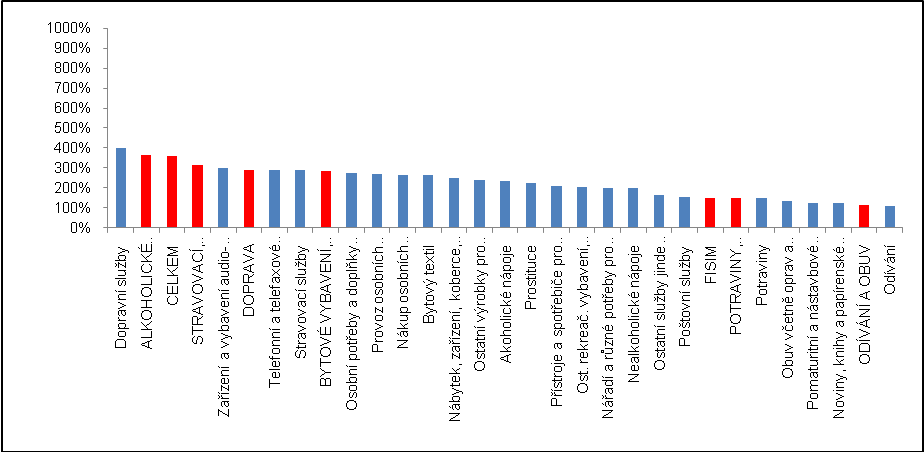 1000%
900%
800%
700%
600%
500%
400%
300%
200%
100%
0%
Dopravní služby
ALKOHOLICKÉ..
CELKEM
STRAVOVACÍ,..
Zařízení a vybavení audio-..
DOPRAVA
Telefonní a telefaxové..
Stravovací služby
BYTOVÉ VYBAVENÍ,..
Osobní potřeby a doplňky..
Provoz osobních..
Nákup osobních..
Bytový textil
Nábytek, zařízení, koberce,..
Ostatní výrobky pro..
Akoholické nápoje
Prostituce
Přístroje a spotřebiče pro..
Ost. rekreač. vybavení,..
Nářadí a různé potřeby pro..
Nealkoholické nápoje
Ostatní služby jinde..
Poštovní služby
FISIM
POTRAVINY,..
Potraviny
Obuv včetně oprav a..
Pomaturitní a nástavbové..
Noviny, knihy a papírenské..
ODÍVÁNÍ A OBUV
Odívání